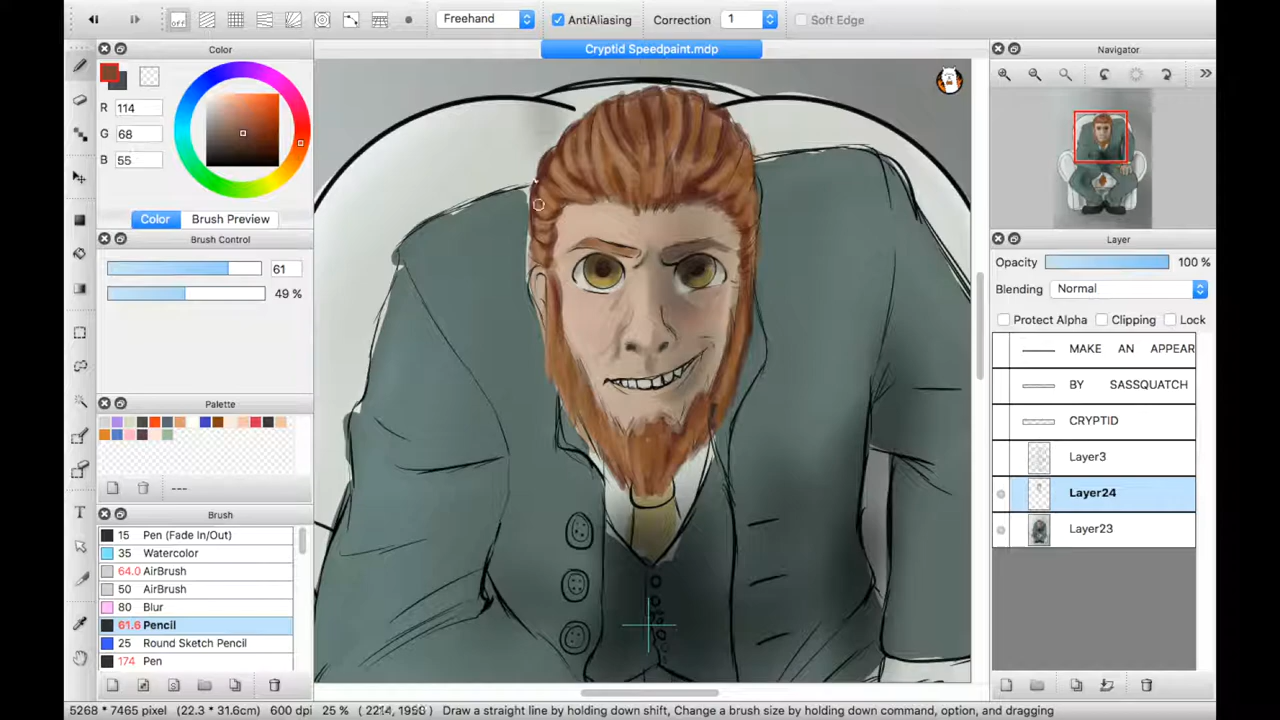 off
Freehand
AntiAliasing
Correction
1
Soft Edge
Color
Cryptid Speedpaint.mdp
Navigator
R 114
G 68
B 55
Color
Brush Preview
Brush Control
61
49 %
Layer
Opacity 100 %
Blending Normal
Protect Alpha
Clipping
Lock
MAKE AN APPEAR
BY SASSQUATCH
CRYPTID
Layer3
Layer24
Layer23
Palette
---
Brush
15 Pen (Fade In/Out)
35 Watercolor
64.0 AirBrush
50 AirBrush
80 Blur
61.6 Pencil
25 Round Sketch Pencil
174 Pen
5268 * 7465 pixel (22.3 * 31.6cm) 600 dpi 25 % ( 2214, 1956 ) Draw a straight line by holding down shift, Change a brush size by holding down command, option, and dragging